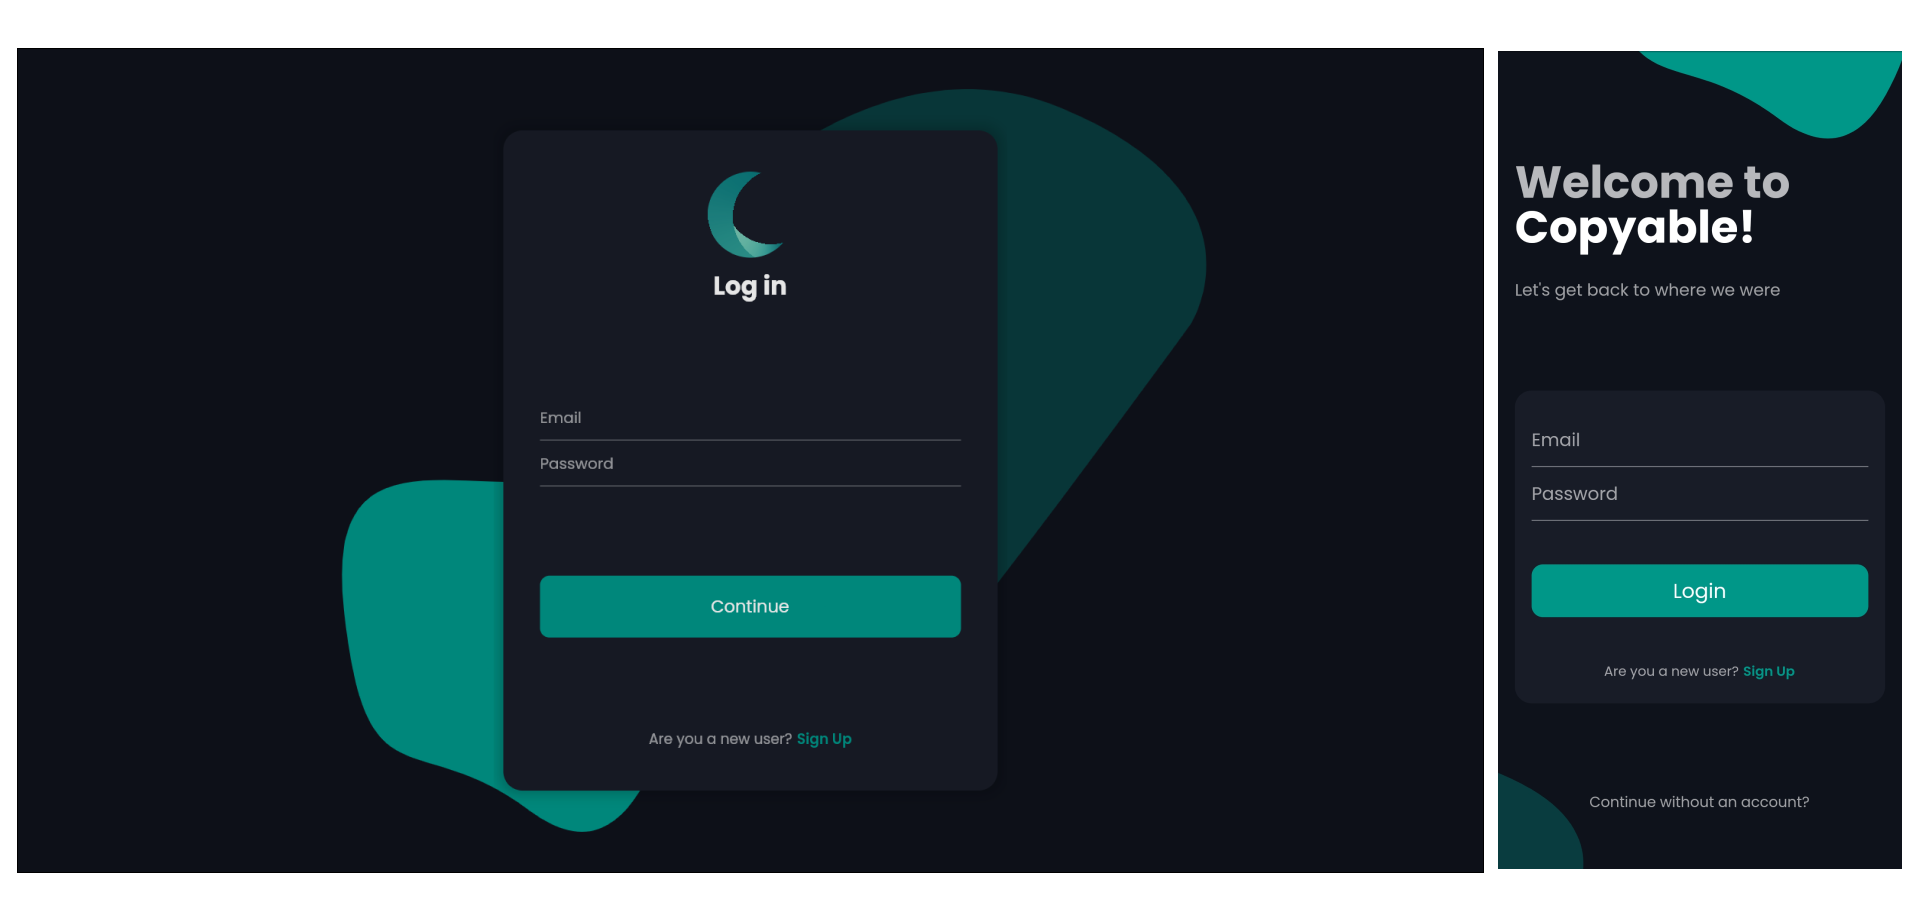 Log in
Email
Password
Continue
Are you a new user? Sign Up
Welcome to
Copyable!
Let's get back to where we were
Email
Password
Login
Are you a new user? Sign Up
Continue without an account?